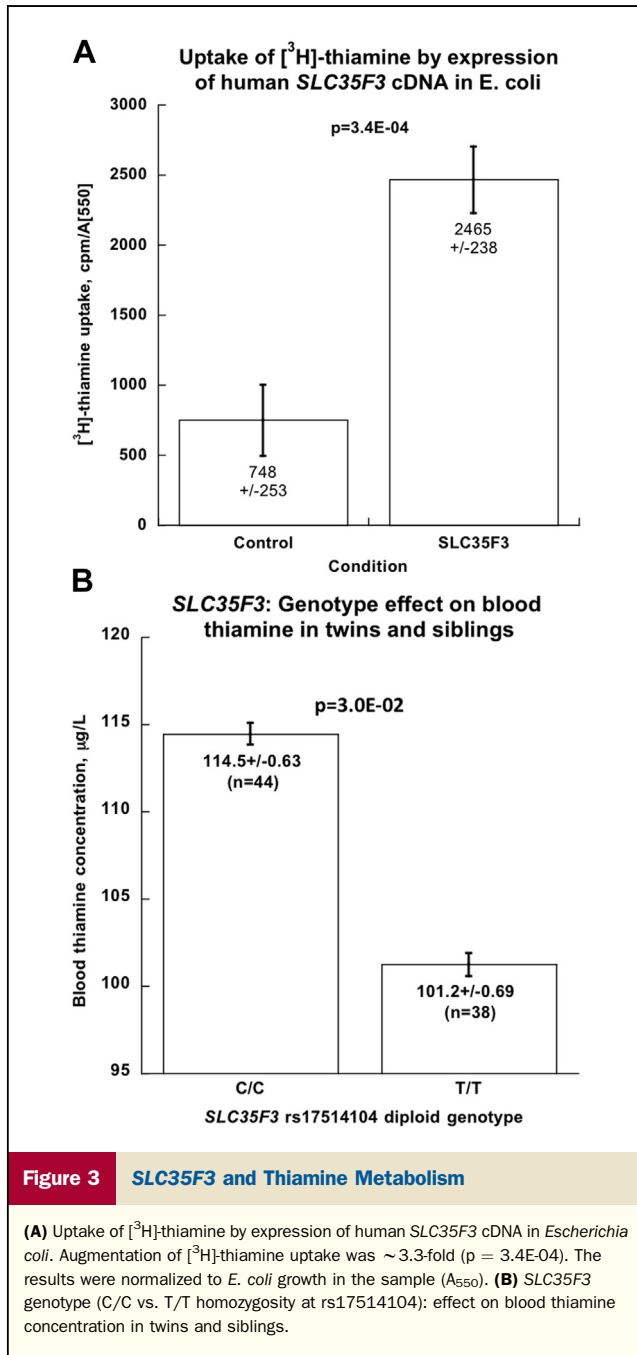 A
Uptake of [³H]-thiamine by expression
of human SLC35F3 cDNA in E. coli
3000
2500
2000
1500
1000
500
0
[³H]-thiamine uptake, cpm/A[550]
p=3.4E-04
748
+/-253
2465
+/-238
Control
SLC35F3
Condition
B
SLC35F3: Genotype effect on blood
thiamine in twins and siblings
120
115
110
105
100
95
Blood thiamine concentration, µg/L
p=3.0E-02
114.5+/-0.63
(n=44)
101.2+/-0.69
(n=38)
C/C
T/T
SLC35F3 rs17514104 diploid genotype
Figure 3 SLC35F3 and Thiamine Metabolism
(A) Uptake of [³H]-thiamine by expression of human SLC35F3 cDNA in Escherichia
coli. Augmentation of [³H]-thiamine uptake was ~3.3-fold (p = 3.4E-04). The
results were normalized to E. coli growth in the sample (A₅₅₀). (B) SLC35F3
genotype (C/C vs. T/T homozygosity at rs17514104): effect on blood thiamine
concentration in twins and siblings.